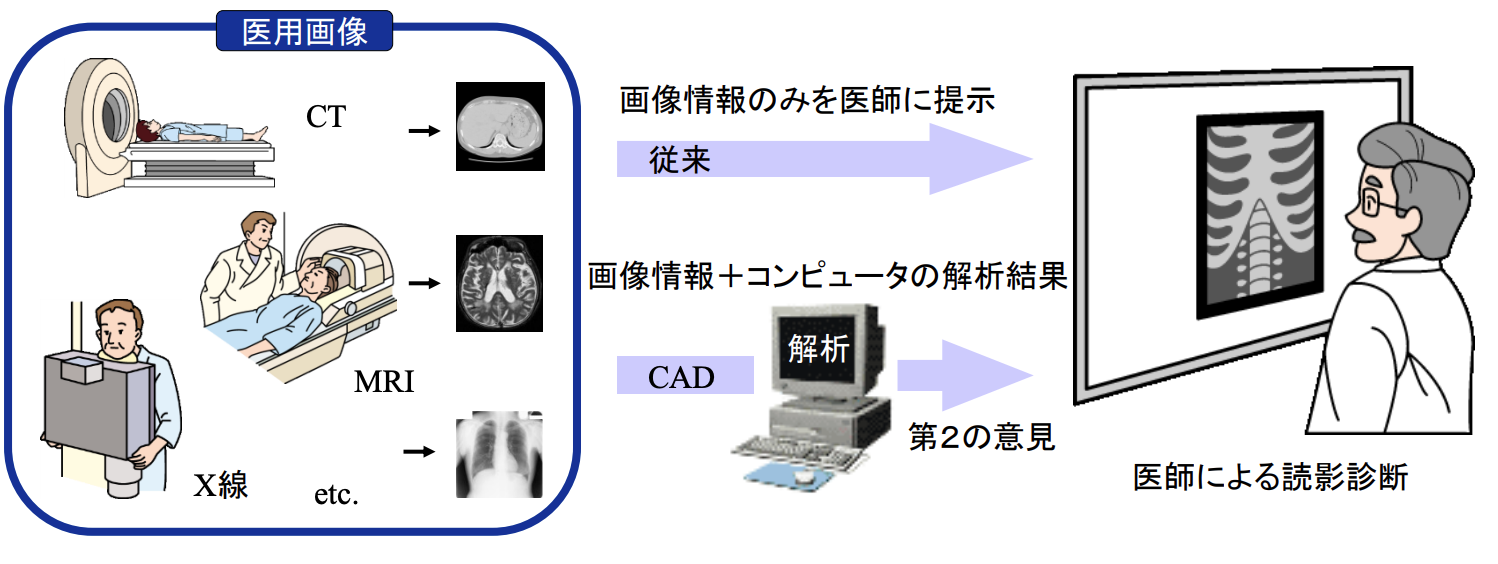 医用画像
CT
MRI
X線
etc.
画像情報のみを医師に提示
従来
画像情報＋コンピュータの解析結果
CAD
解析
第２の意見
医師による読影診断